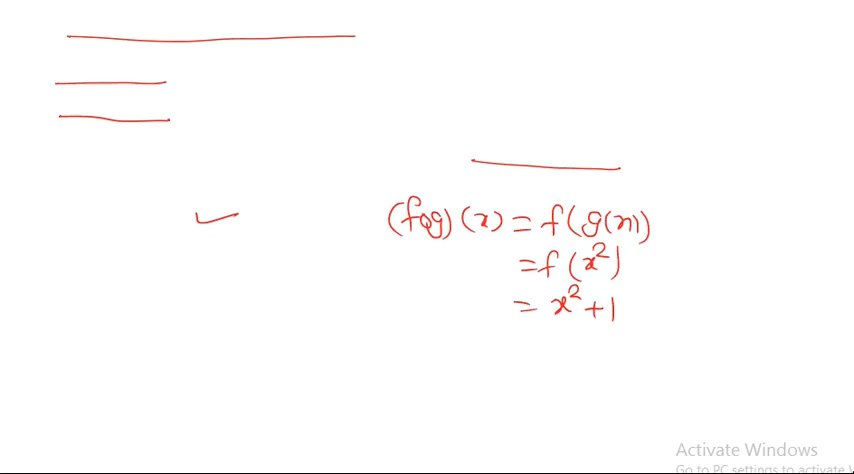 (fog)(x) = f(g(x))
= f(x²)
= x²+1
Activate Windows
Go to PC settings to activate